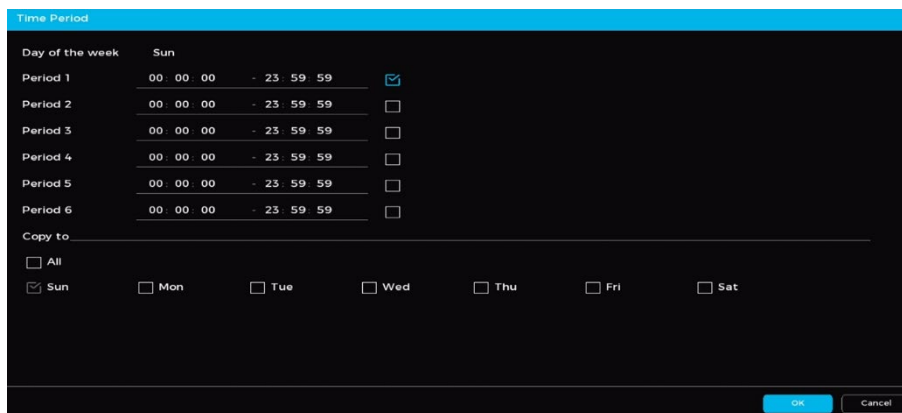 Time Period
Day of the week Sun
Period 1 00 : 00 : 00 - 23 : 59 : 59
Period 2 00 : 00 : 00 - 23 : 59 : 59
Period 3 00 : 00 : 00 - 23 : 59 : 59
Period 4 00 : 00 : 00 - 23 : 59 : 59
Period 5 00 : 00 : 00 - 23 : 59 : 59
Period 6 00 : 00 : 00 - 23 : 59 : 59
Copy to
All
Sun Mon Tue Wed Thu Fri Sat
OK Cancel